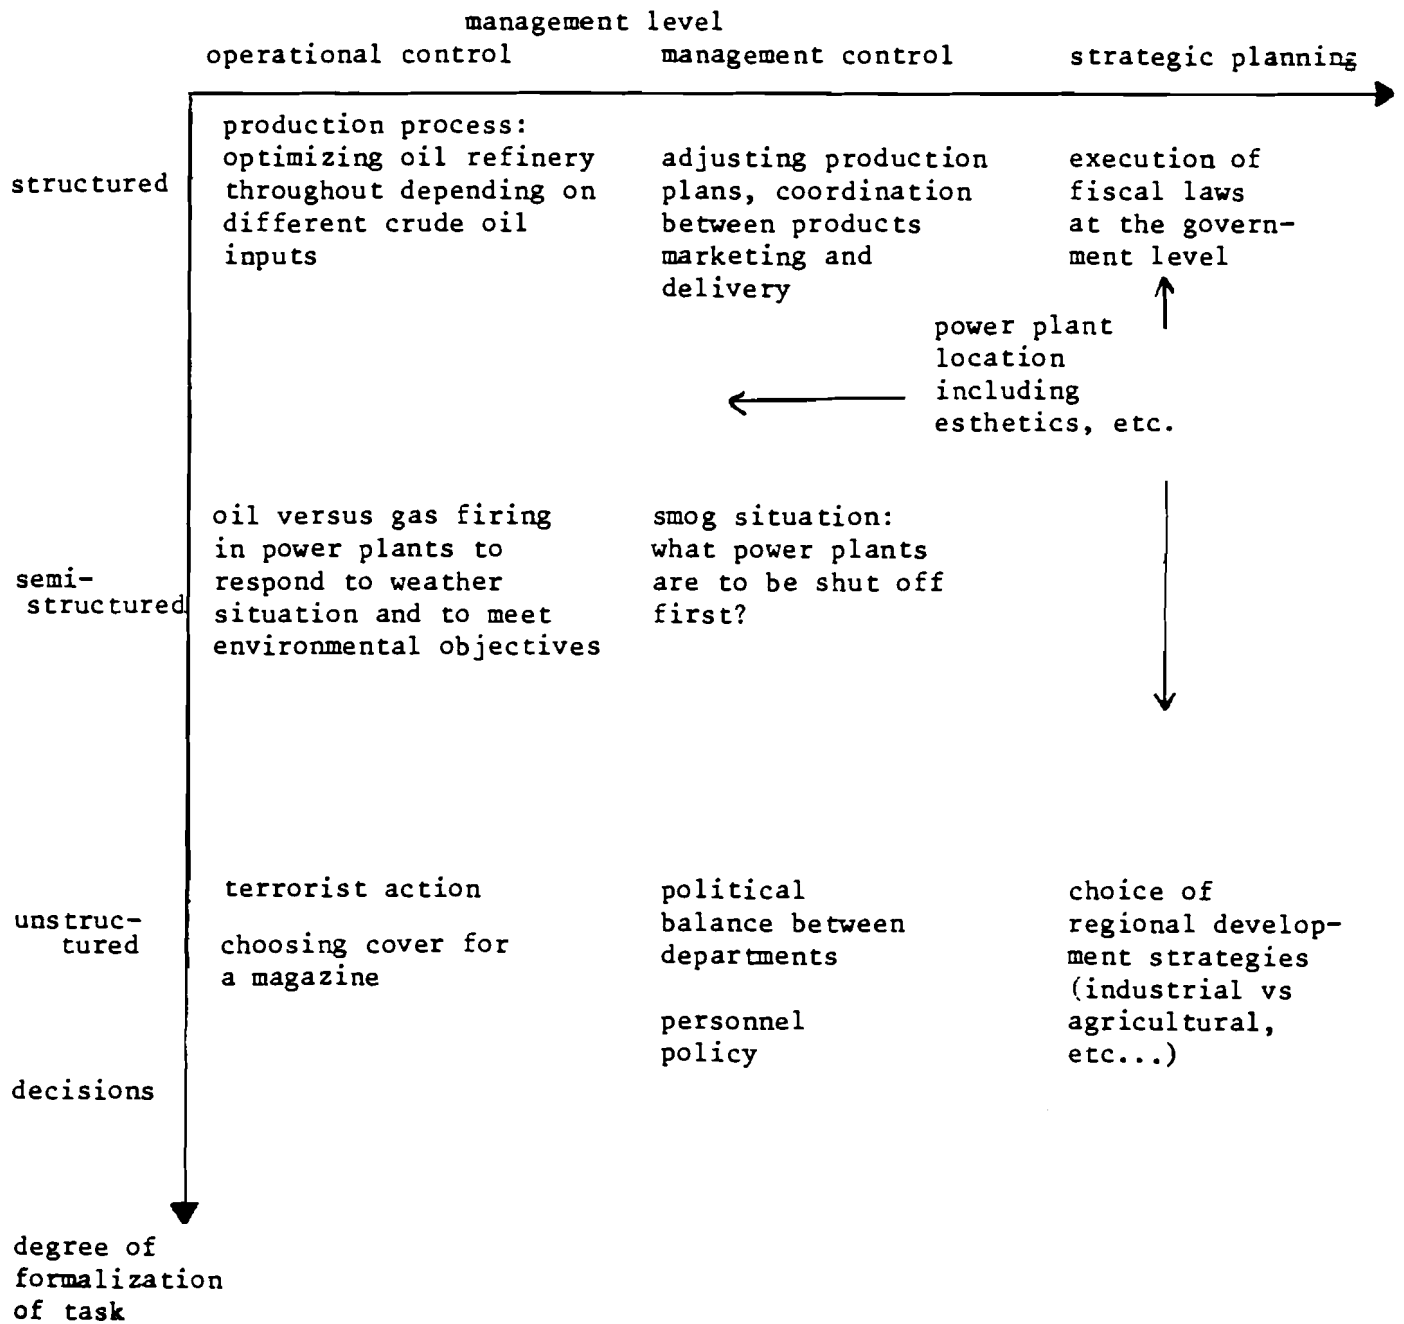 management level
operational control management control strategic planning
structured
production process:
optimizing oil refinery
throughout depending on
different crude oil
inputs
adjusting production
plans, coordination
between products
marketing and
delivery
execution of
fiscal laws
at the govern-
ment level
power plant
location
including
esthetics, etc.
semi-
structured
oil versus gas firing
in power plants to
respond to weather
situation and to meet
environmental objectives
smog situation:
what power plants
are to be shut off
first?
unstruc-
tured
terrorist action
choosing cover for
a magazine
political
balance between
departments
personnel
policy
choice of
regional develop-
ment strategies
(industrial vs
agricultural,
etc...)
decisions
degree of
formalization
of task